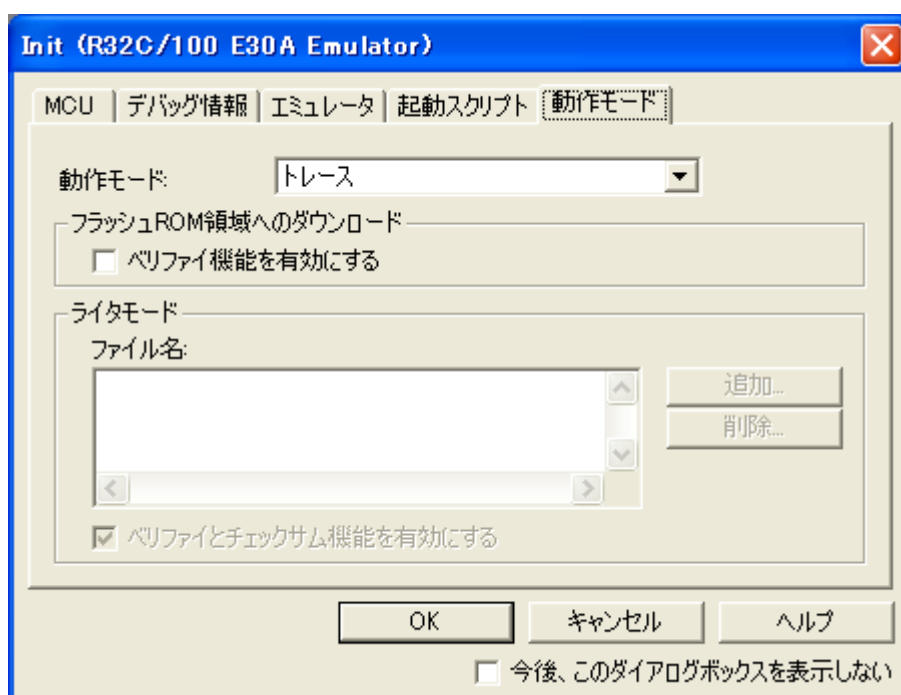 Init (R32C/100 E30A Emulator)
MCU デバッグ情報 エミュレータ 起動スクリプト 動作モード
動作モード: トレース
フラッシュROM領域へのダウンロード
ベリファイ機能を有効にする
ライタモード
ファイル名:
追加...
削除...
ベリファイとチェックサム機能を有効にする
OK キャンセル ヘルプ
今後、このダイアログボックスを表示しない